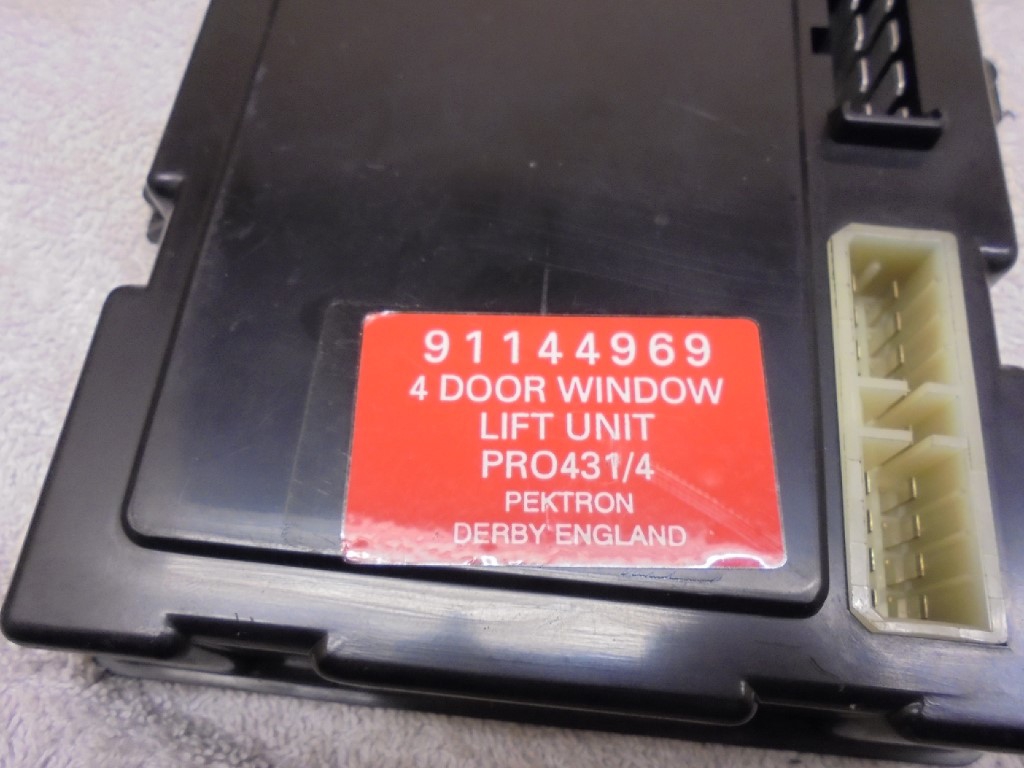 91144969
4 DOOR WINDOW
LIFT UNIT
PRO431/4
PEKTRON
DERBY ENGLAND